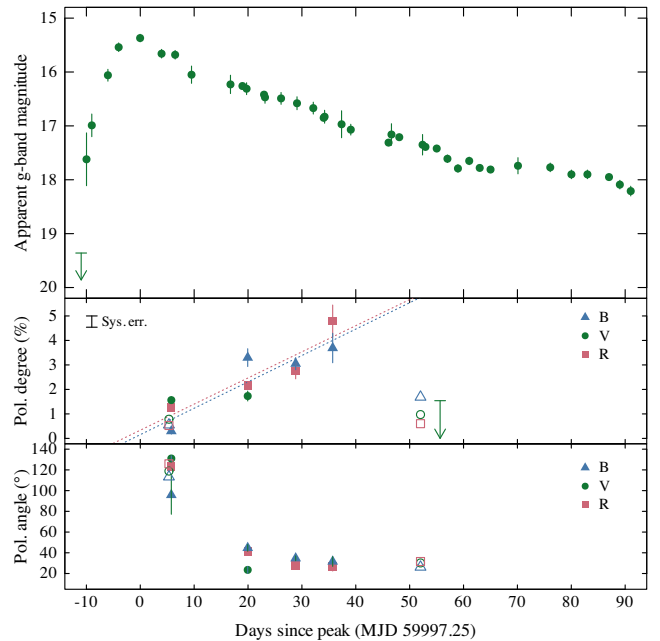 Apparent g-band magnitude
15
16
17
18
19
20
Pol. degree (%)
5
4
3
2
1
0
Sys. err.
B
V
R
Pol. angle (°)
140
120
100
80
60
40
20
B
V
R
-10 0 10 20 30 40 50 60 70 80 90
Days since peak (MJD 59997.25)